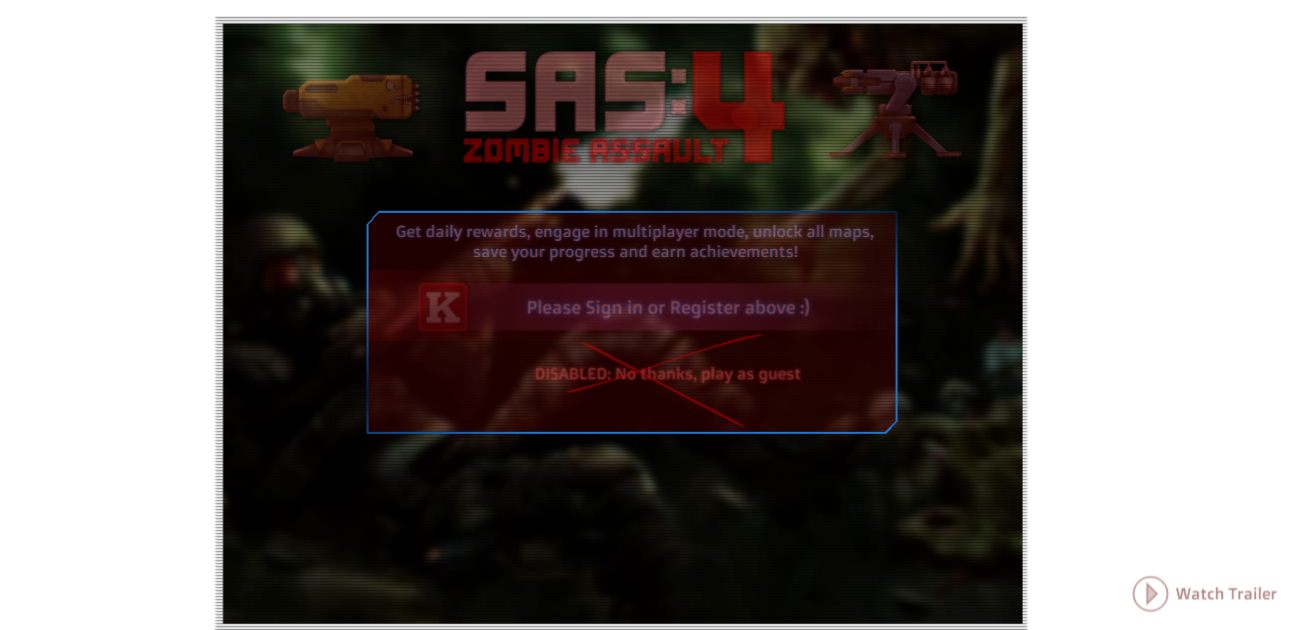 SAS:4
ZOMBIE ASSAULT
Get daily rewards, engage in multiplayer mode, unlock all maps,
save your progress and earn achievements!
K
Please Sign in or Register above :)
DISABLED: No thanks, play as guest
Watch Trailer